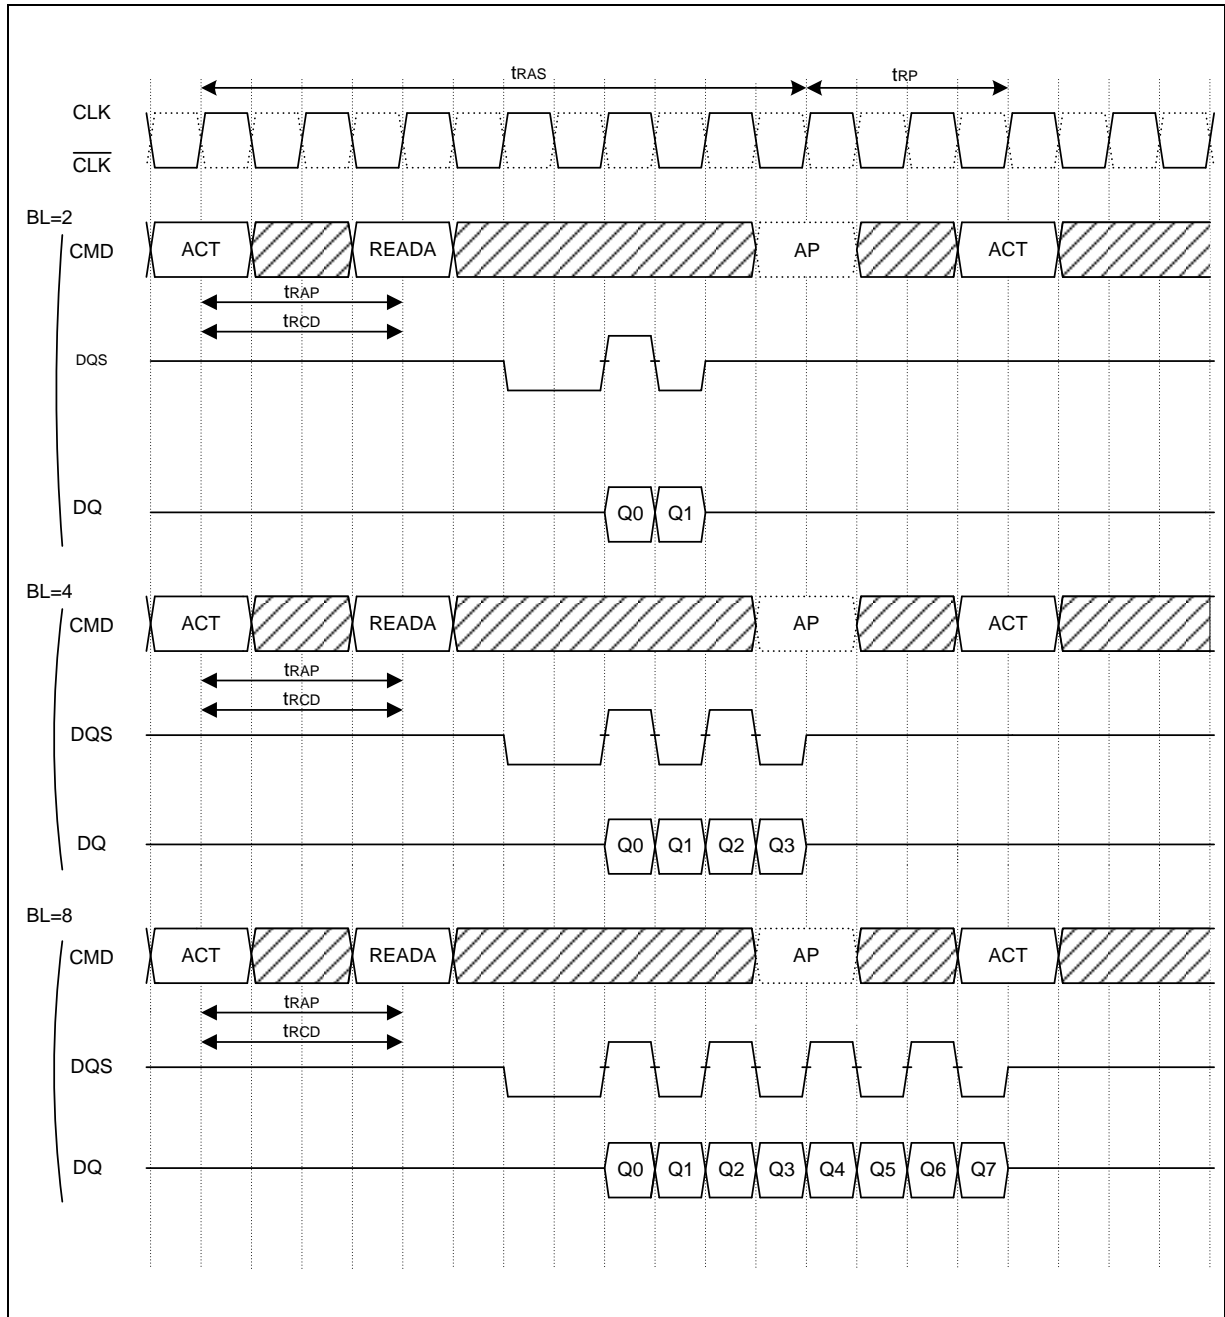 tRAS tRP
CLK
CLK
BL=2
CMD ACT READA AP ACT
tRAP
tRCD
DQS
DQ Q0 Q1
BL=4
CMD ACT READA AP ACT
tRAP
tRCD
DQS
DQ Q0 Q1 Q2 Q3
BL=8
CMD ACT READA AP ACT
tRAP
tRCD
DQS
DQ Q0 Q1 Q2 Q3 Q4 Q5 Q6 Q7